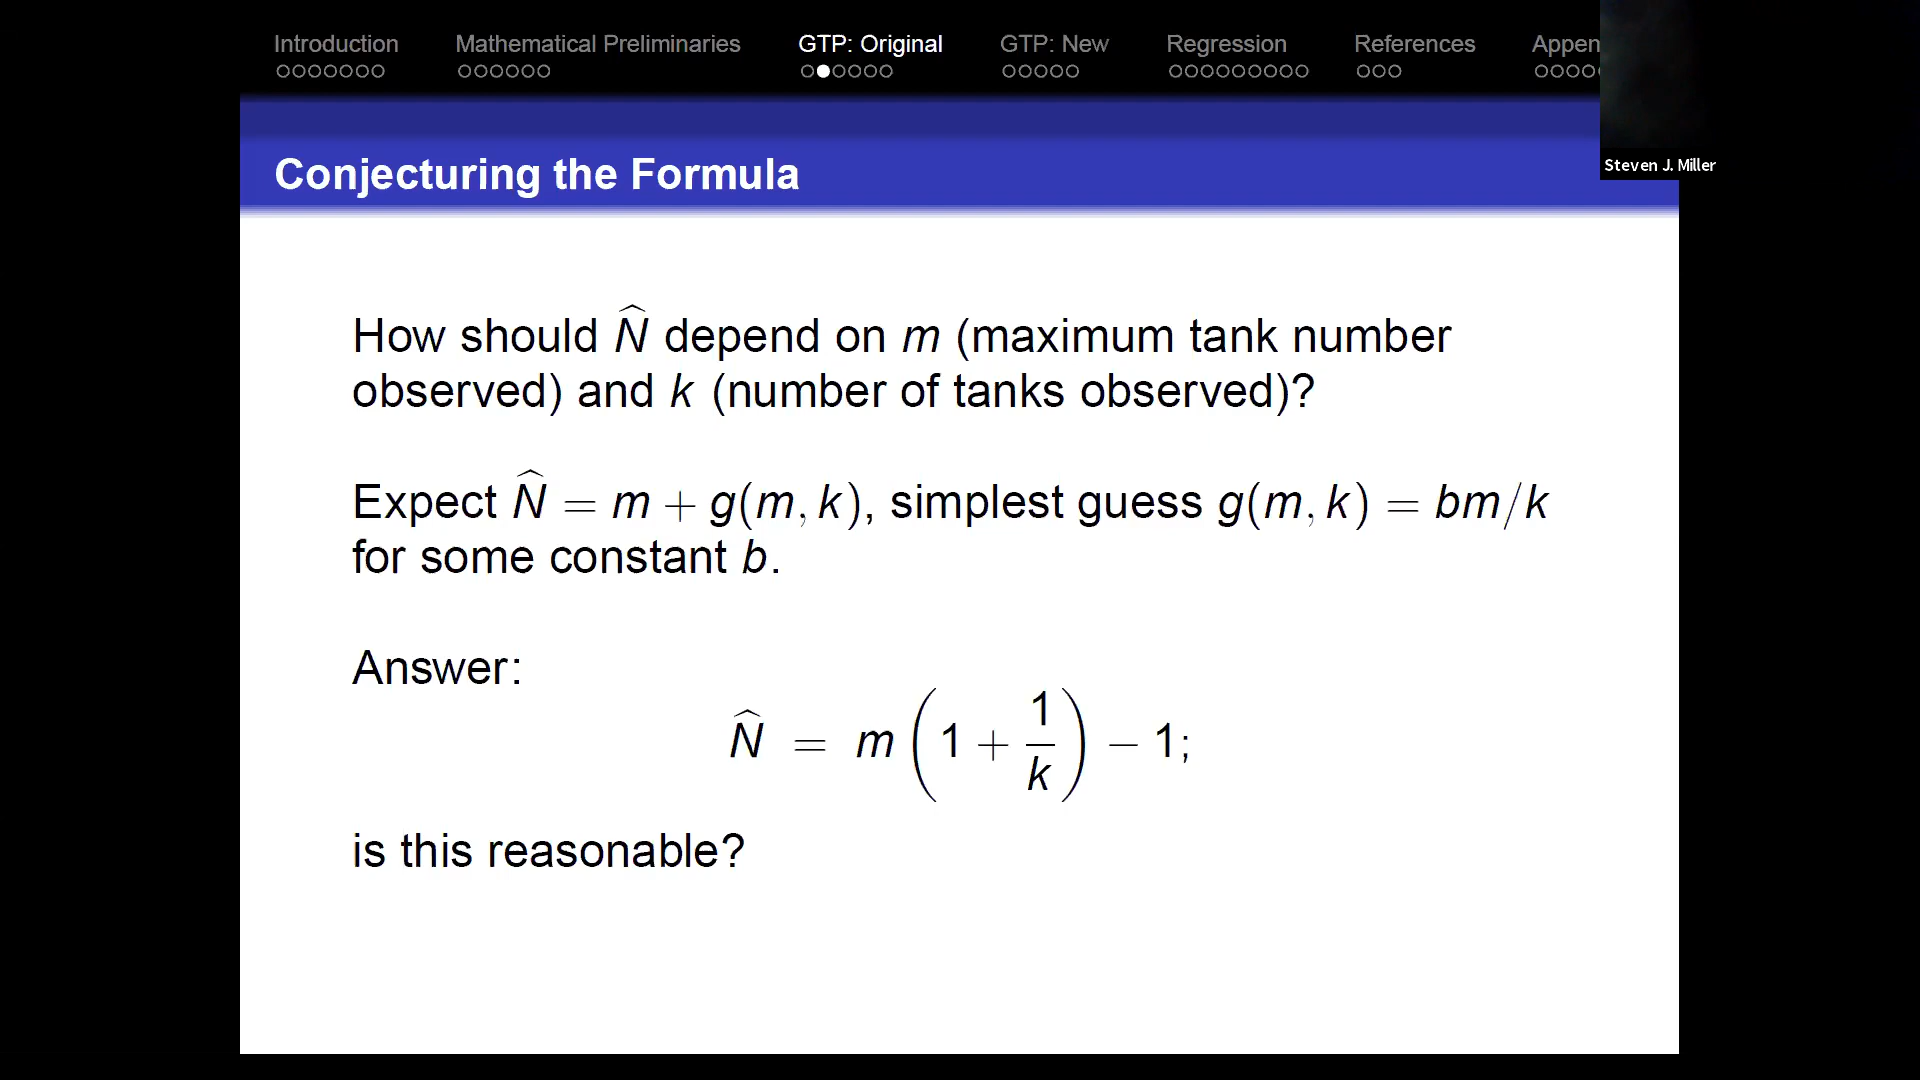 Introduction Mathematical Preliminaries GTP: Original GTP: New Regression References Appen
Steven J. Miller
Conjecturing the Formula
How should N̂ depend on m (maximum tank number
observed) and k (number of tanks observed)?
Expect N̂ = m + g(m, k), simplest guess g(m, k) = bm/k
for some constant b.
Answer:
N̂ = m (1 + 1/k) − 1;
is this reasonable?